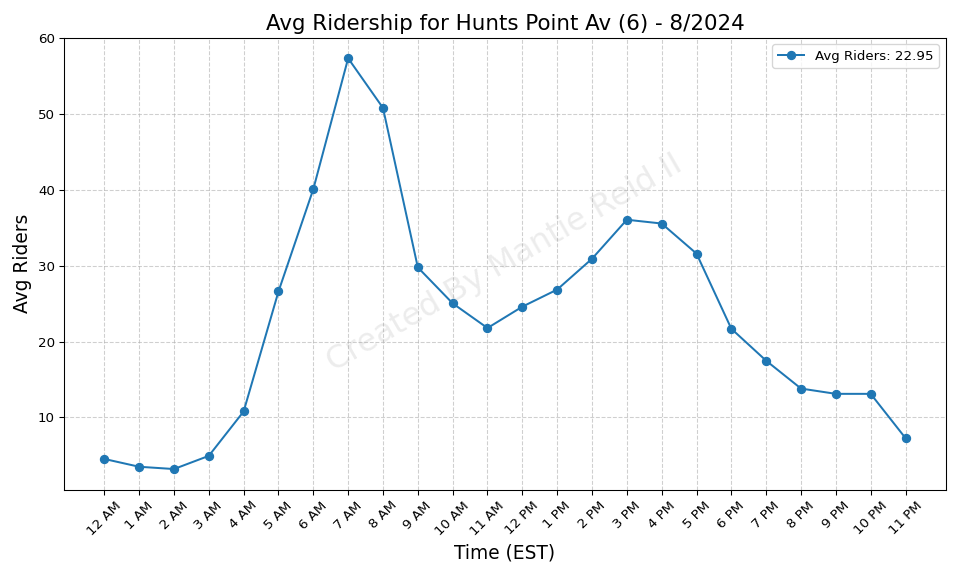 Avg Ridership for Hunts Point Av (6) - 8/2024
Avg Riders: 22.95
60
50
40
30
20
10
Avg Riders
Created By Mantle Reid II
12 AM
1 AM
2 AM
3 AM
4 AM
5 AM
6 AM
7 AM
8 AM
9 AM
10 AM
11 AM
12 PM
1 PM
2 PM
3 PM
4 PM
5 PM
6 PM
7 PM
8 PM
9 PM
10 PM
11 PM
Time (EST)